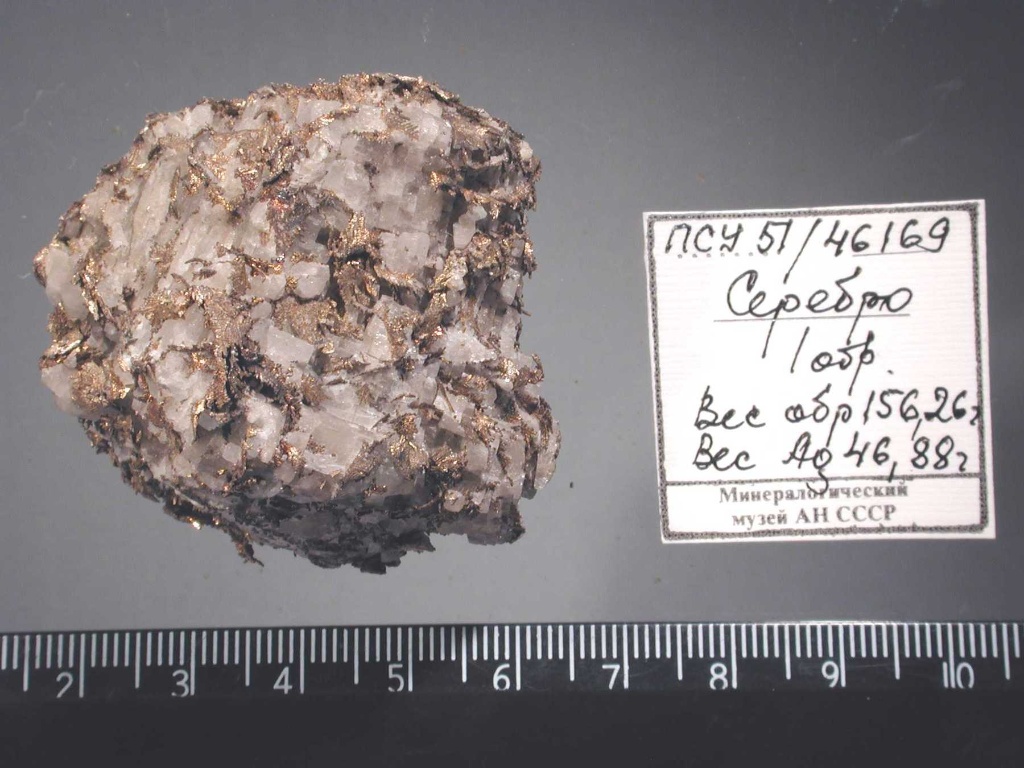 ПСУ 51/46169
Серебро
1 обр.
Вес обр 156,26г
Вес Ag 46,88г
Минералогический
музей АН СССР
2 3 4 5 6 7 8 9 10